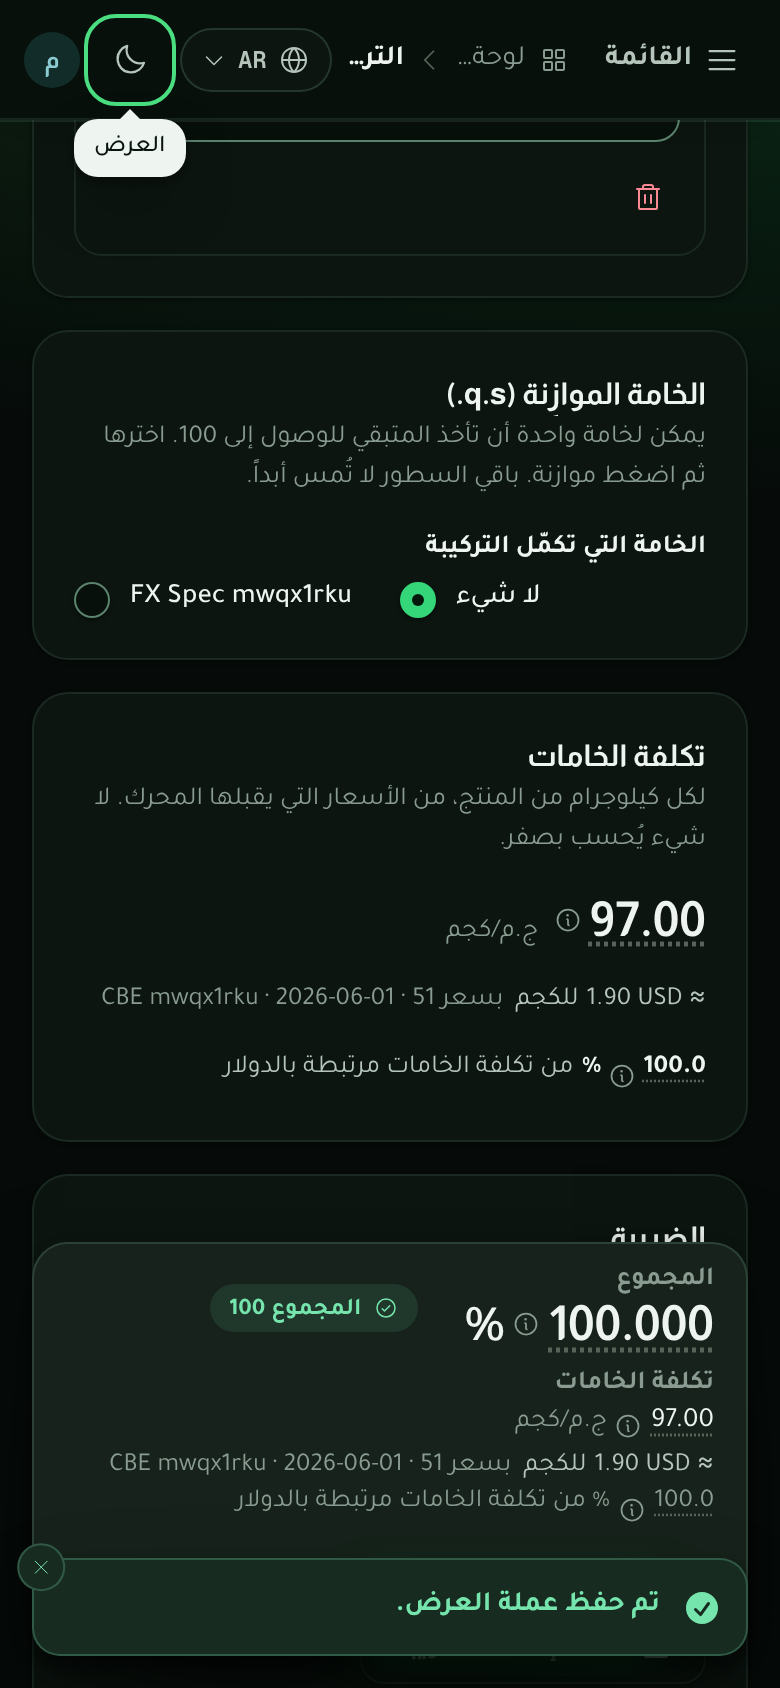 القائمة
لوحة...
التر...
AR
م
العرض
الخامة الموازنة (q.s.)
يمكن لخامة واحدة أن تأخذ المتبقي للوصول إلى 100. اخترها
ثم اضغط موازنة. باقي السطور لا تُمس أبداً.
الخامة التي تكمّل التركيبة
لا شيء
FX Spec mwqx1rku
تكلفة الخامات
لكل كيلوجرام من المنتج، من الأسعار التي يقبلها المحرك. لا
شيء يُحسب بصفر.
97.00 ج.م/كجم
≈ 1.90 USD للكجم بسعر 51 · CBE mwqx1rku · 2026-06-01
100.0 % من تكلفة الخامات مرتبطة بالدولار
الضريبة
المجموع
100.000 %
المجموع 100
تكلفة الخامات
97.00 ج.م/كجم
≈ 1.90 USD للكجم بسعر 51 · CBE mwqx1rku · 2026-06-01
100.0 % من تكلفة الخامات مرتبطة بالدولار
تم حفظ عملة العرض.